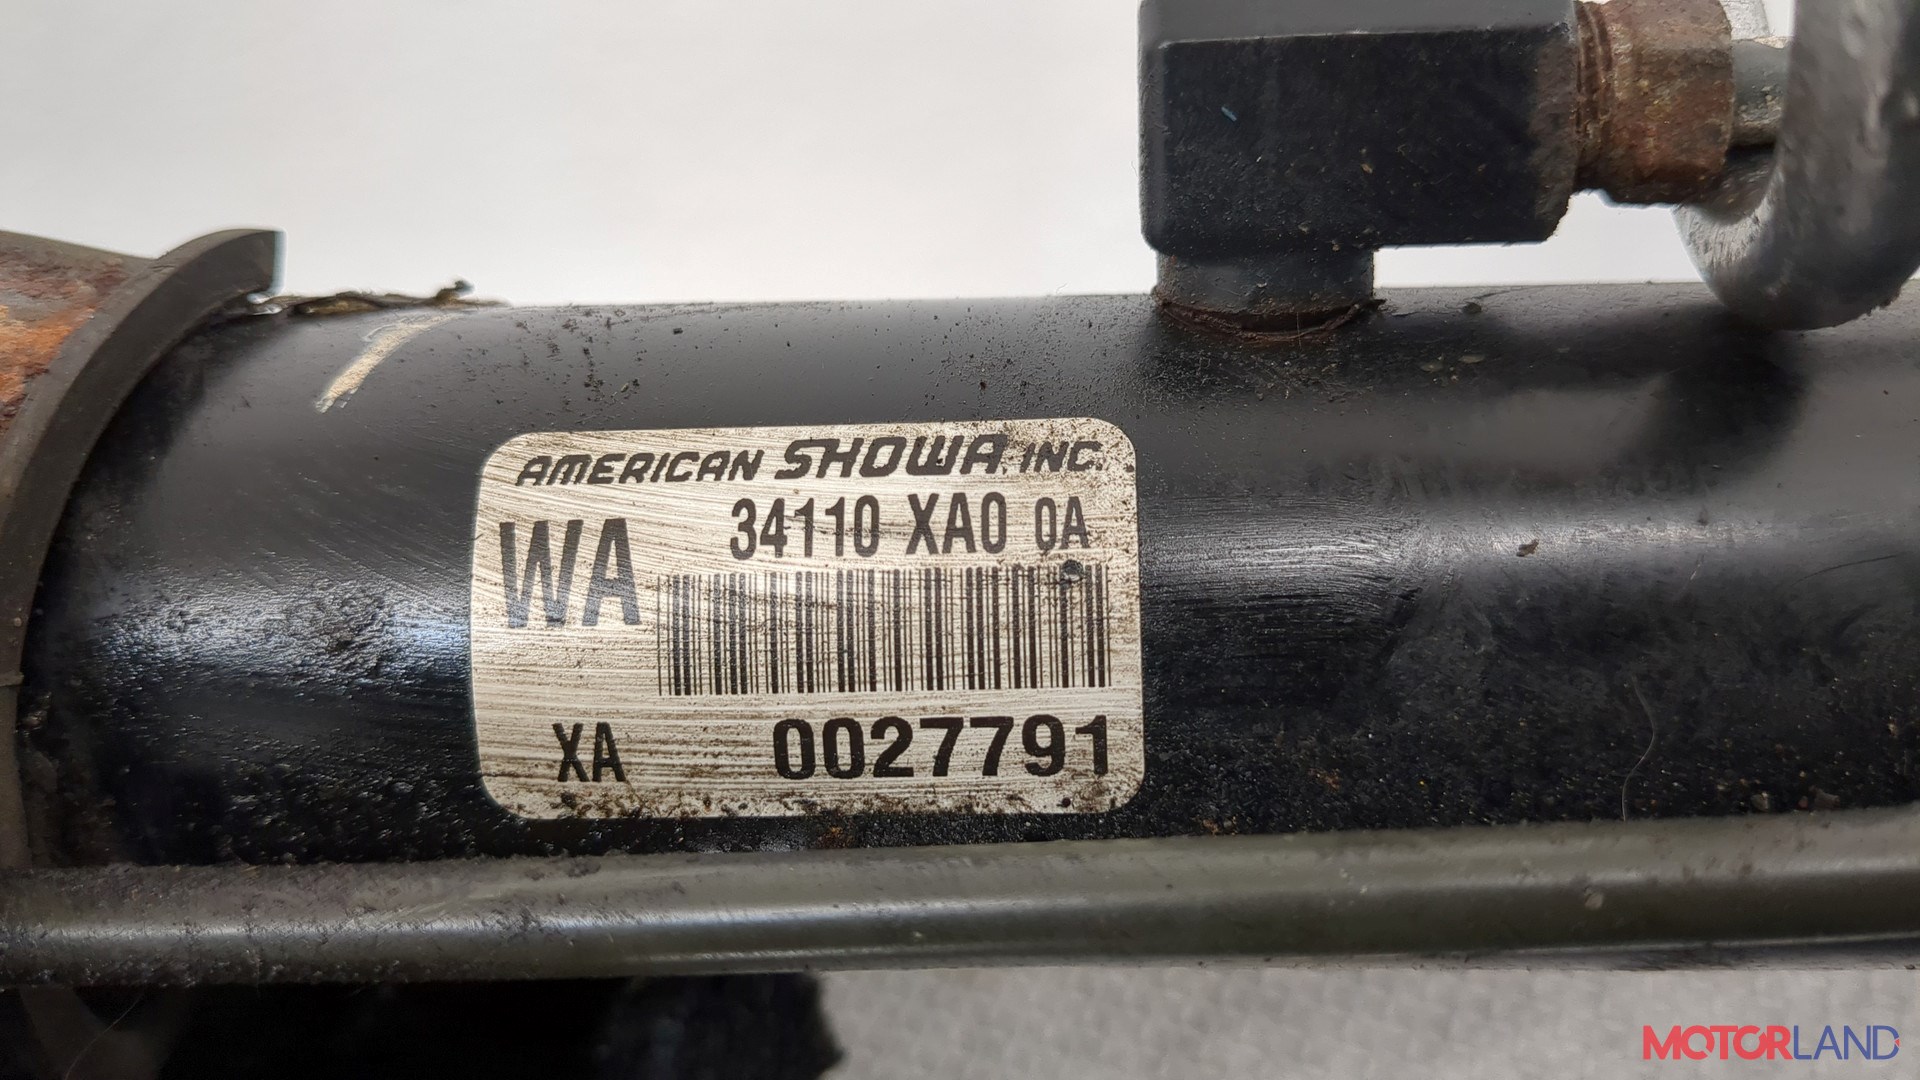 AMERICAN SHOWA, INC.
WA 34110 XA0 0A
XA 0027791
MOTORLAND